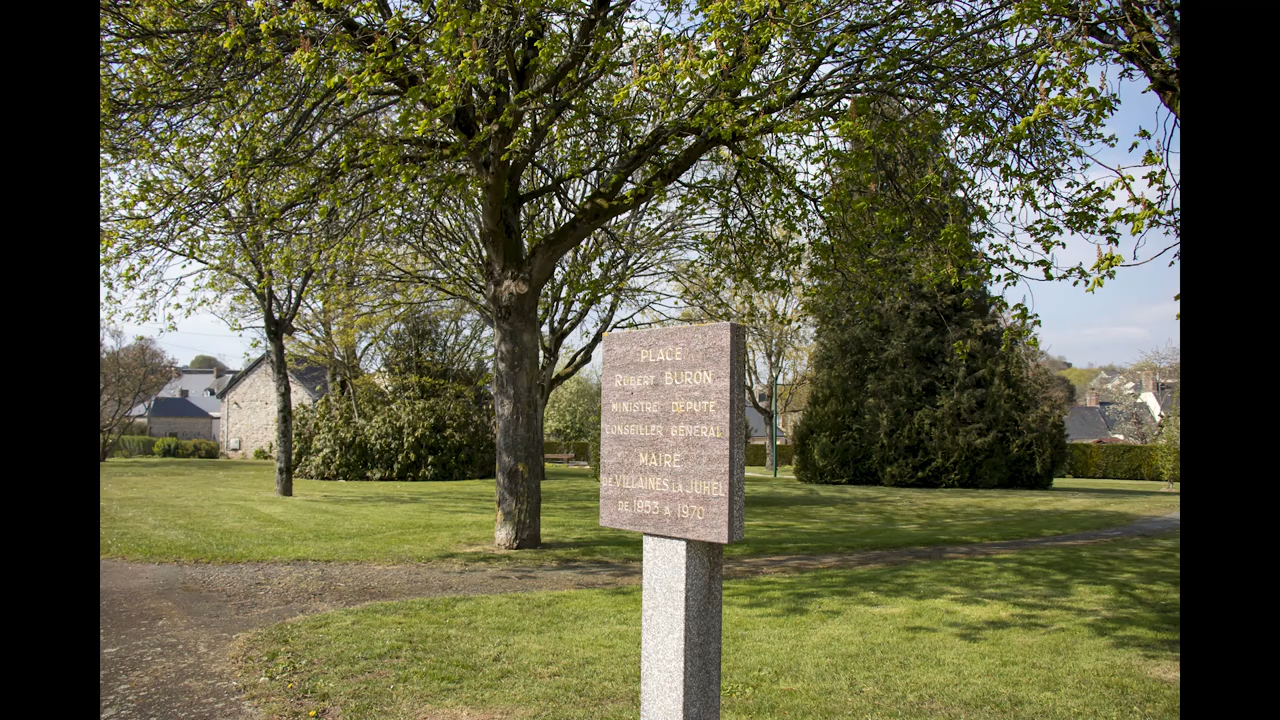 PLACE
ROBERT BURON
MINISTRE DEPUTE
CONSEILLER GENERAL
MAIRE
DE VILLAINES LA JUHEL
DE 1953 A 1970